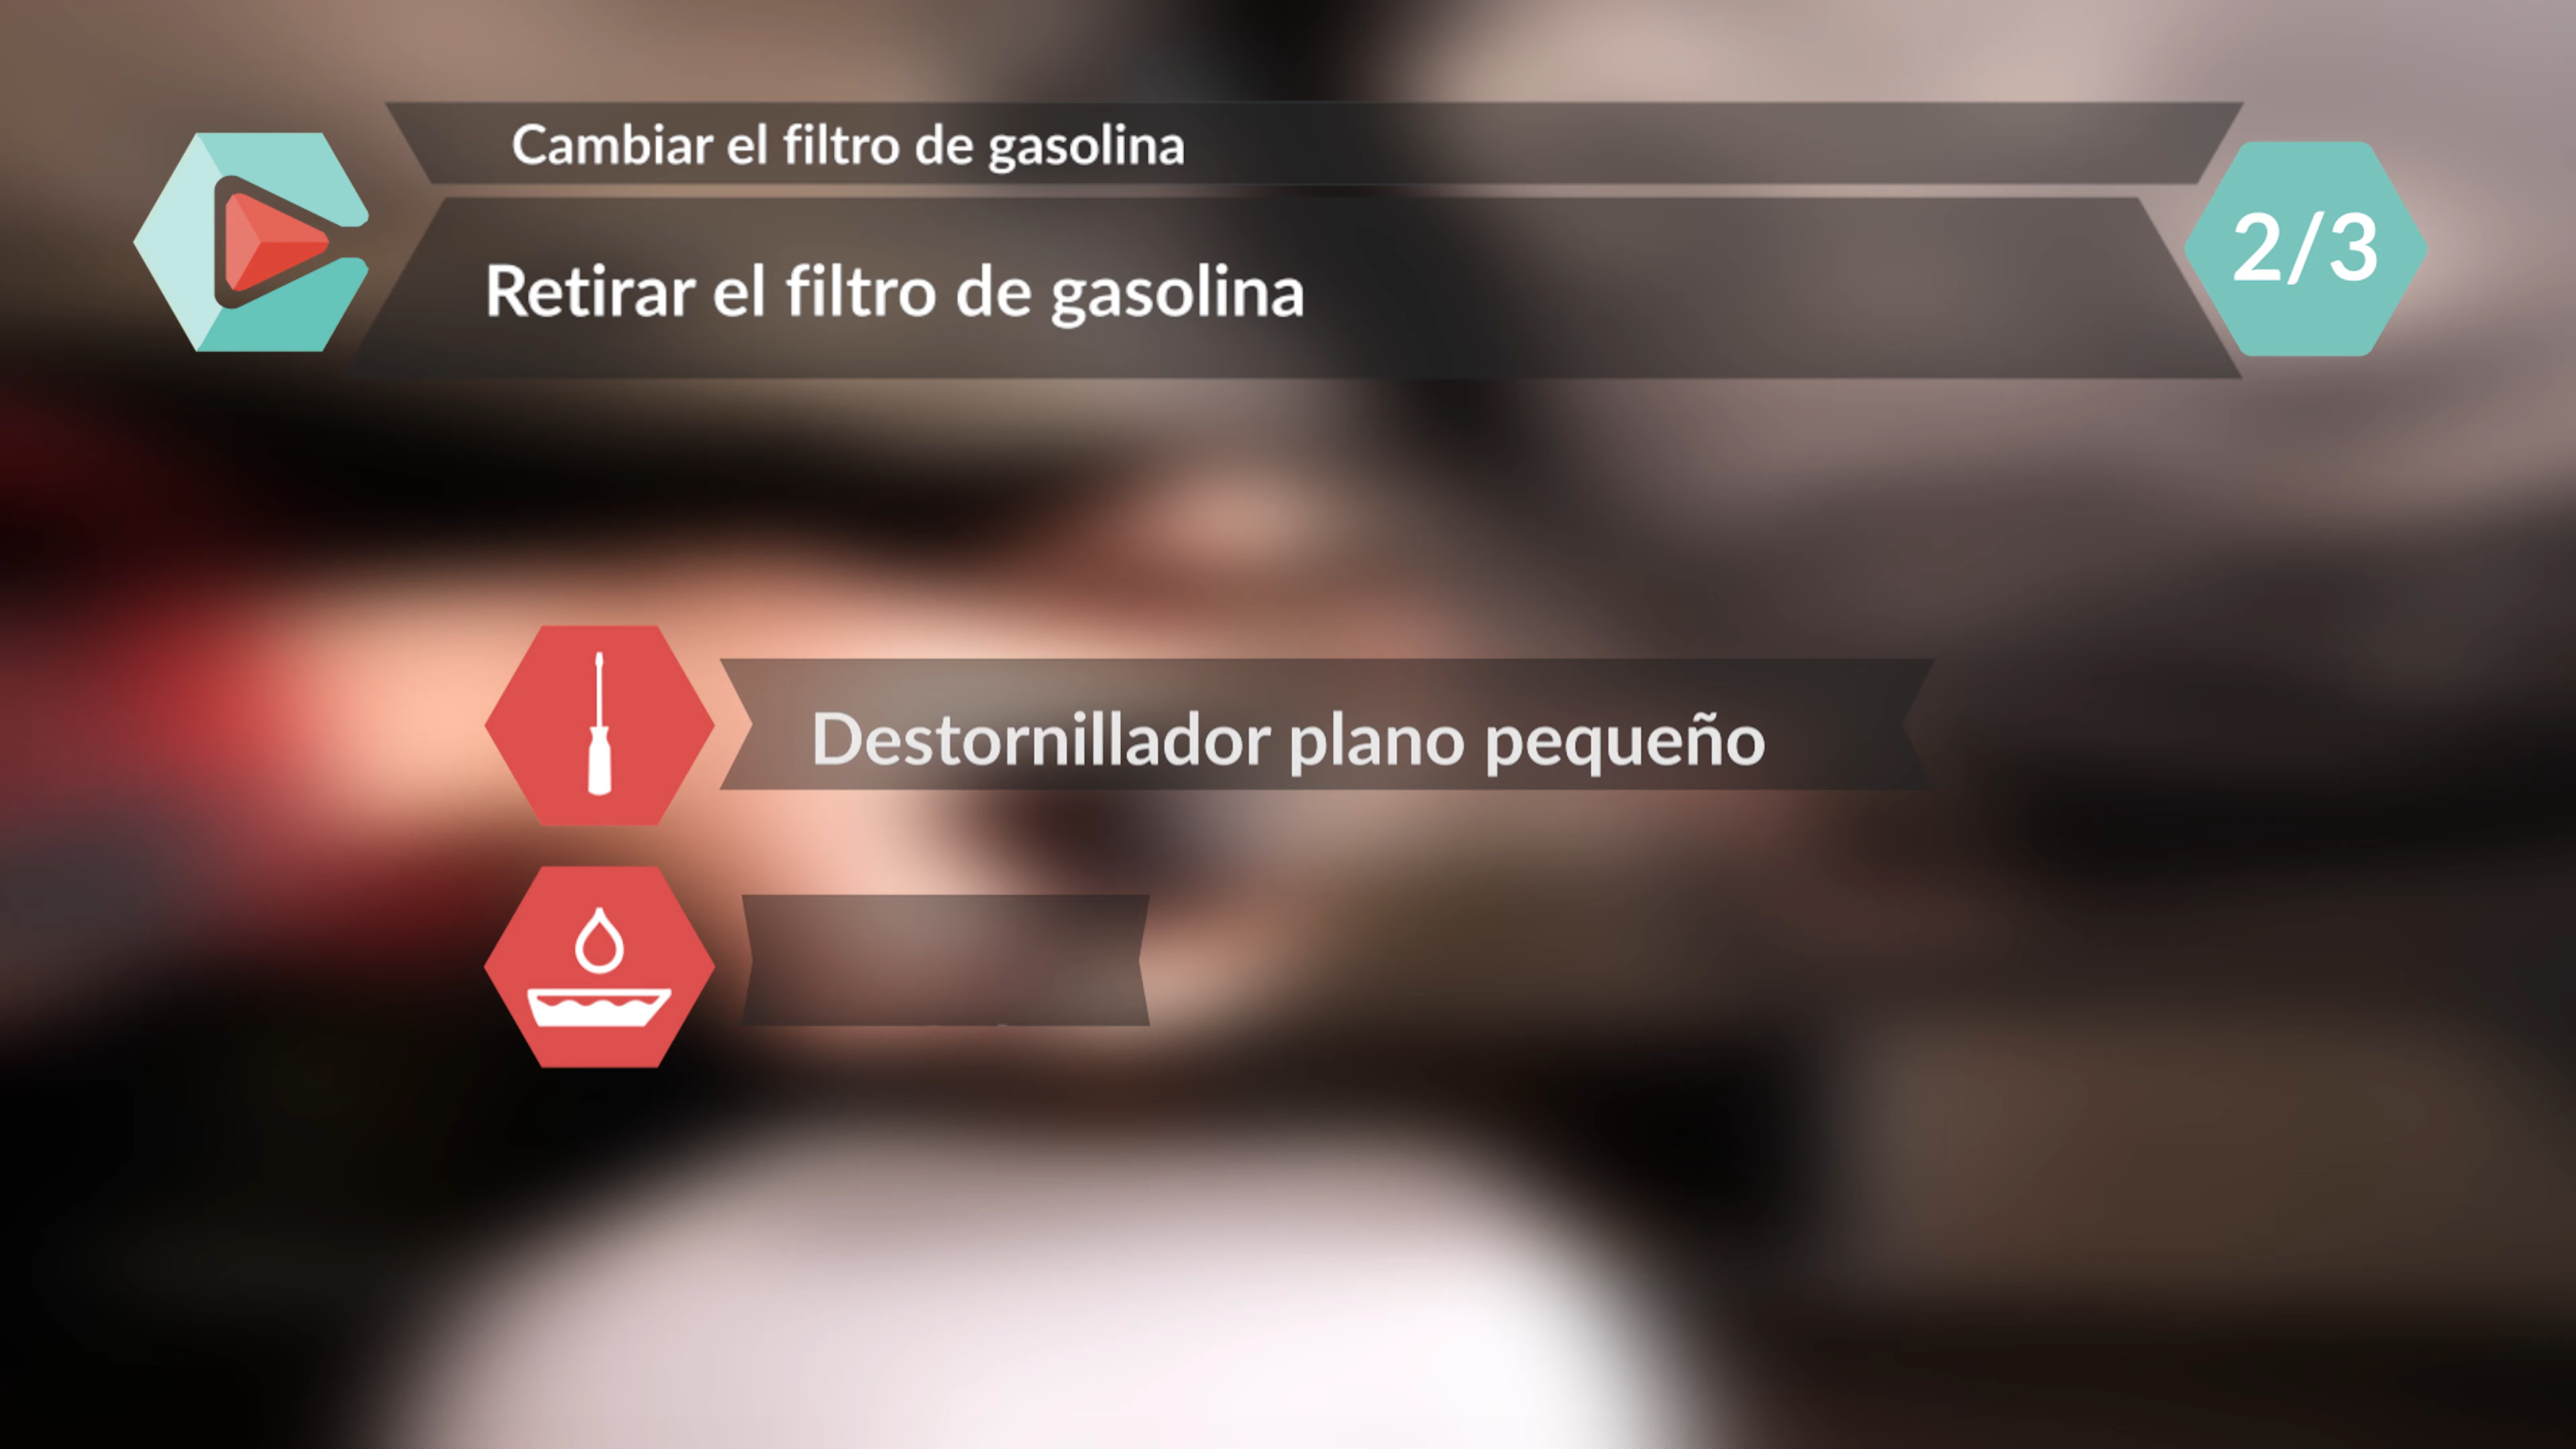 Cambiar el filtro de gasolina
Retirar el filtro de gasolina
2/3
Destornillador plano pequeño